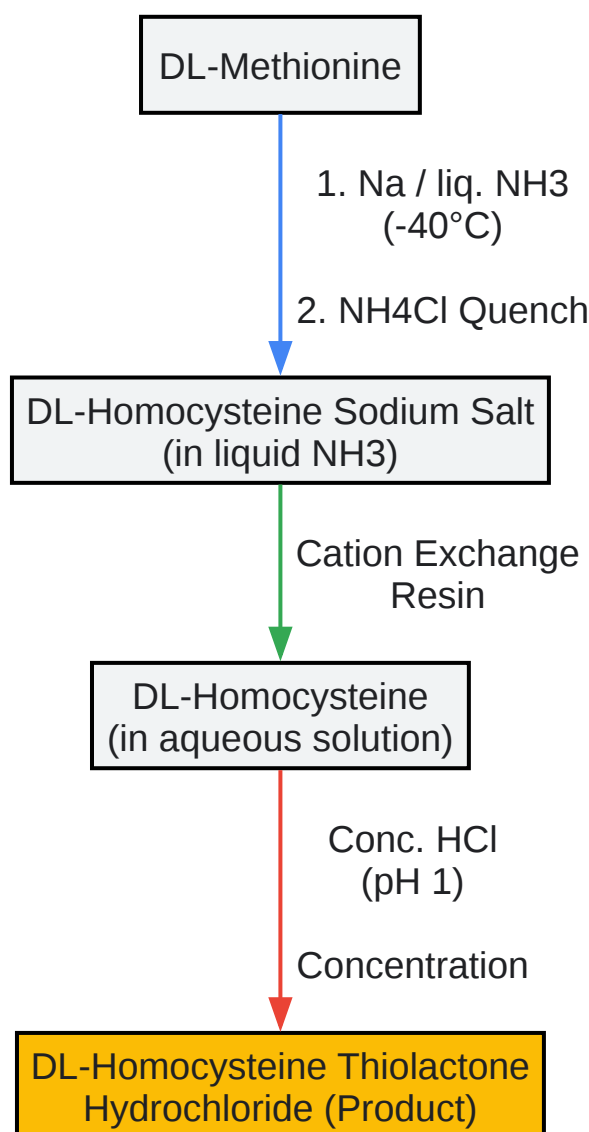 DL-Methionine
1. Na / liq. NH3
(-40°C)
2. NH4Cl Quench
DL-Homocysteine Sodium Salt
(in liquid NH3)
Cation Exchange
Resin
DL-Homocysteine
(in aqueous solution)
Conc. HCl
(pH 1)
Concentration
DL-Homocysteine Thiolactone
Hydrochloride (Product)